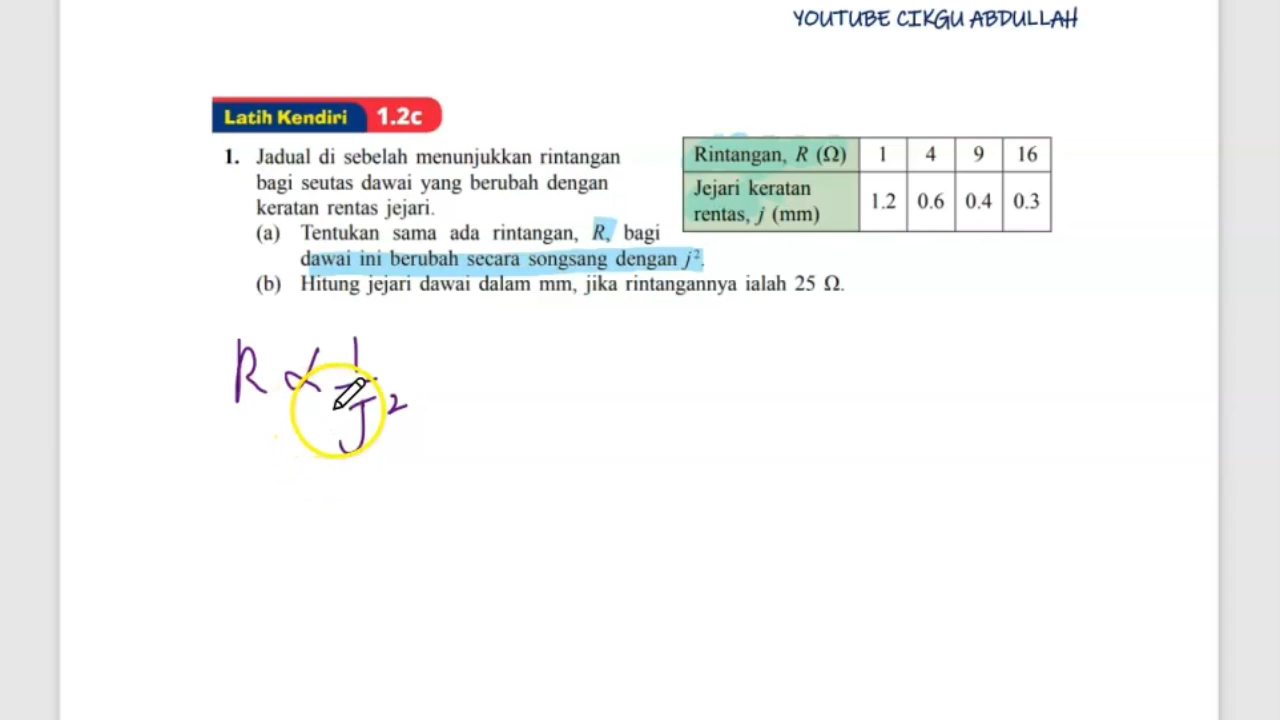 YOUTUBE CIKGU ABDULLAH
Latih Kendiri 1.2c
1. Jadual di sebelah menunjukkan rintangan
bagi seutas dawai yang berubah dengan
keratan rentas jejari.
(a) Tentukan sama ada rintangan, R, bagi
dawai ini berubah secara songsang dengan j².
(b) Hitung jejari dawai dalam mm, jika rintangannya ialah 25 Ω.
Rintangan, R (Ω) 1 4 9 16
Jejari keratan
rentas, j (mm) 1.2 0.6 0.4 0.3
R ∝ 1/J²